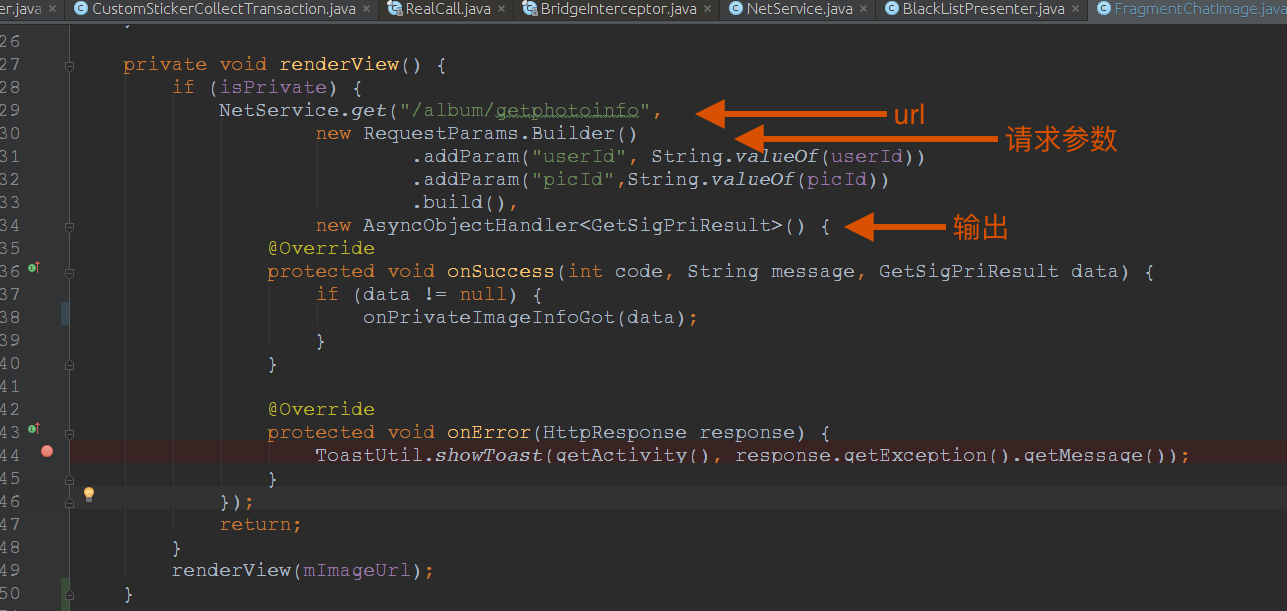 er.java × CustomStickerCollectTransaction.java × RealCall.java × BridgeInterceptor.java × NetService.java × BlackListPresenter.java × FragmentChatImage.java
26
27 private void renderView() {
28 if (isPrivate) {
29 NetService.get("/album/getphotoinfo", url
30 new RequestParams.Builder() 请求参数
31 .addParam("userId", String.valueOf(userId))
32 .addParam("picId",String.valueOf(picId))
33 .build(),
34 new AsyncObjectHandler<GetSigPriResult>() { 输出
35 @Override
36 protected void onSuccess(int code, String message, GetSigPriResult data) {
37 if (data != null) {
38 onPrivateImageInfoGot(data);
39 }
40 }
41
42 @Override
43 protected void onError(HttpResponse response) {
44 ToastUtil.showToast(getActivity(), response.getException().getMessage());
45 }
46 });
47 return;
48 }
49 renderView(mImageUrl);
50 }